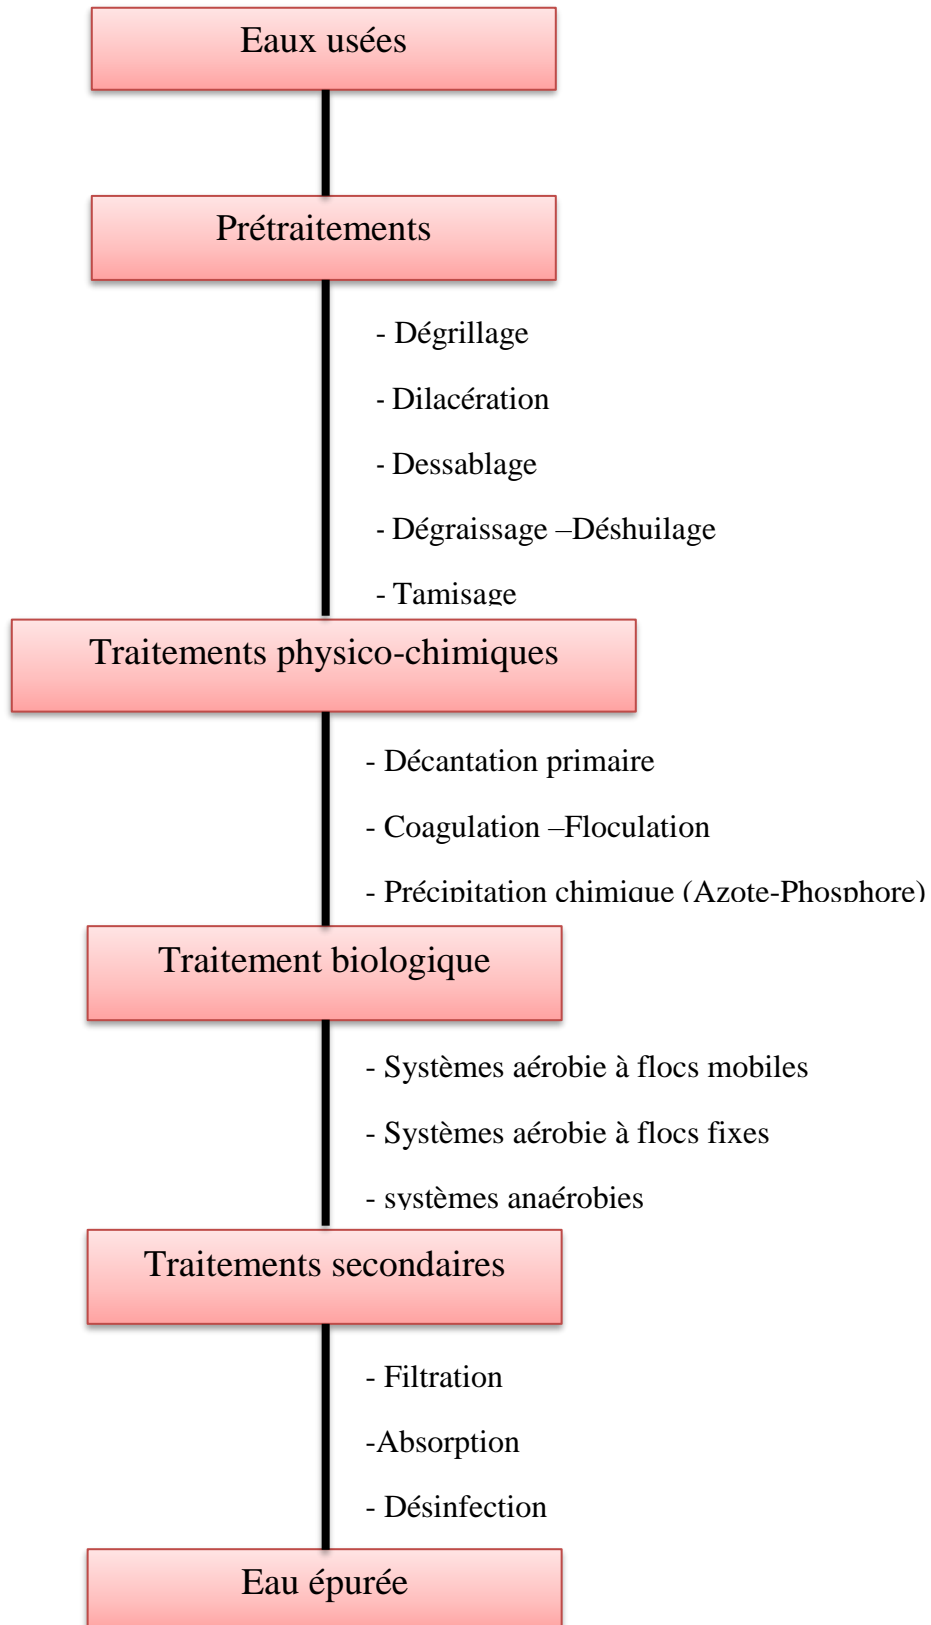 Eaux usées
Prétraitements
- Dégrillage
- Dilacération
- Dessablage
- Dégraissage –Déshuilage
- Tamisage
Traitements physico-chimiques
- Décantation primaire
- Coagulation –Floculation
- Précipitation chimique (Azote-Phosphore)
Traitement biologique
- Systèmes aérobie à flocs mobiles
- Systèmes aérobie à flocs fixes
- systèmes anaérobies
Traitements secondaires
- Filtration
-Absorption
- Désinfection
Eau épurée